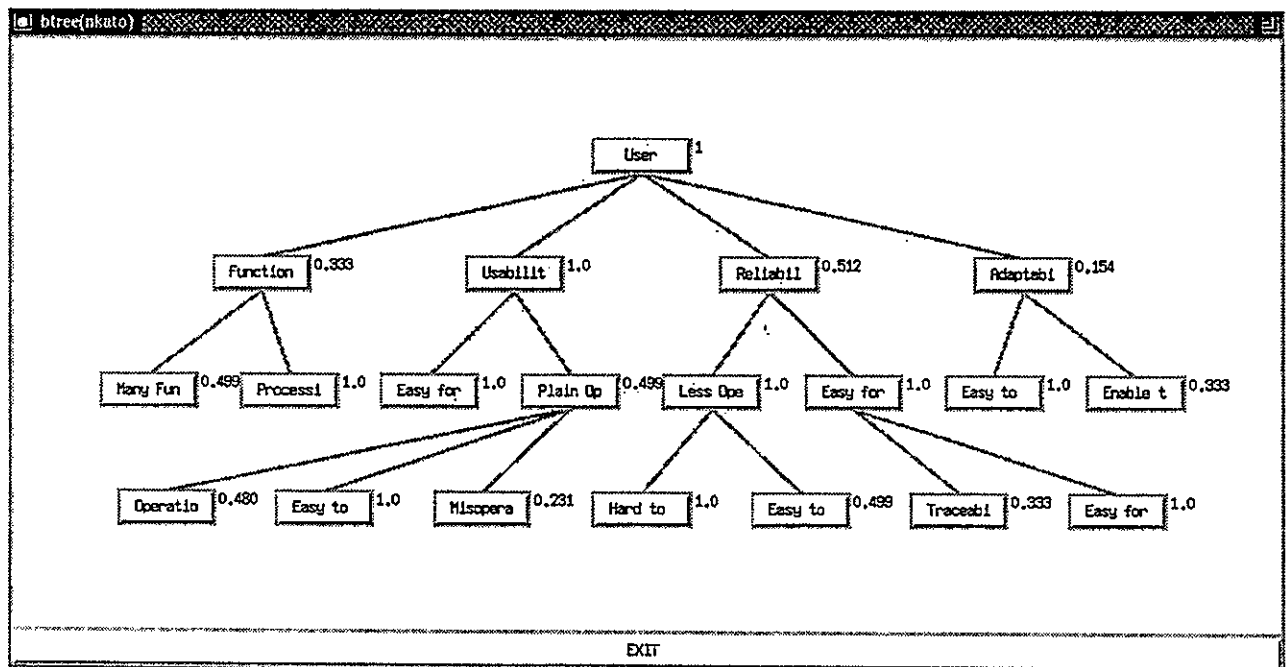 btree(nkato)
User 1
Function 0.333 Usabilit 1.0 Reliabil 0.512 Adaptabi 0.154
Many Fun 0.499 Processi 1.0 Easy for 1.0 Plain Op 0.499 Less Ope 1.0 Easy for 1.0 Easy to 1.0 Enable t 0.333
Operatio 0.480 Easy to 1.0 Misopera 0.231 Hard to 1.0 Easy to 0.499 Traceabi 0.333 Easy for 1.0
EXIT